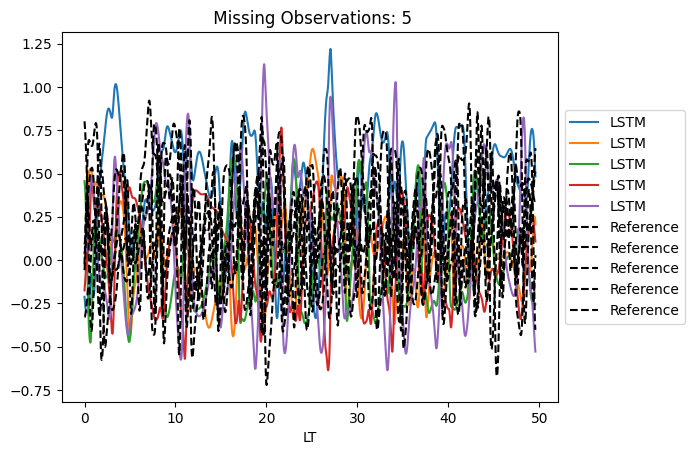 Missing Observations: 5
1.25
1.00
0.75
0.50
0.25
0.00
−0.25
−0.50
−0.75
0
10
20
30
40
50
LT
LSTM
LSTM
LSTM
LSTM
LSTM
Reference
Reference
Reference
Reference
Reference